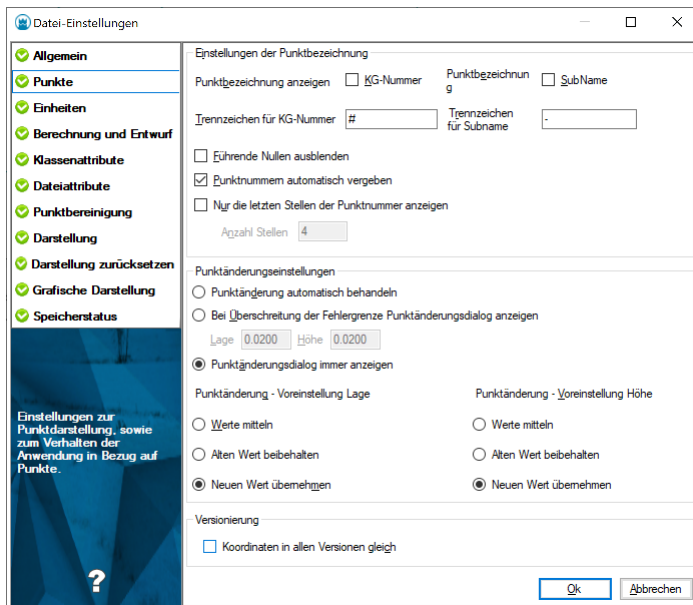 Datei-Einstellungen
Allgemein
Punkte
Einheiten
Berechnung und Entwurf
Klassenattribute
Dateiattribute
Punktbereinigung
Darstellung
Darstellung zurücksetzen
Grafische Darstellung
Speicherstatus
Einstellungen zur
Punktdarstellung, sowie
zum Verhalten der
Anwendung in Bezug auf
Punkte.
?
Einstellungen der Punktbezeichnung
Punktbezeichnung anzeigen KG-Nummer Punktbezeichnun
g SubName
Trennzeichen für KG-Nummer # Trennzeichen
für Subname -
Führende Nullen ausblenden
Punktnummern automatisch vergeben
Nur die letzten Stellen der Punktnummer anzeigen
Anzahl Stellen 4
Punktänderungseinstellungen
Punktänderung automatisch behandeln
Bei Überschreitung der Fehlergrenze Punktänderungsdialog anzeigen
Lage 0.0200 Höhe 0.0200
Punktänderungsdialog immer anzeigen
Punktänderung - Voreinstellung Lage Punktänderung - Voreinstellung Höhe
Werte mitteln Werte mitteln
Alten Wert beibehalten Alten Wert beibehalten
Neuen Wert übernehmen Neuen Wert übernehmen
Versionierung
Koordinaten in allen Versionen gleich
Ok Abbrechen